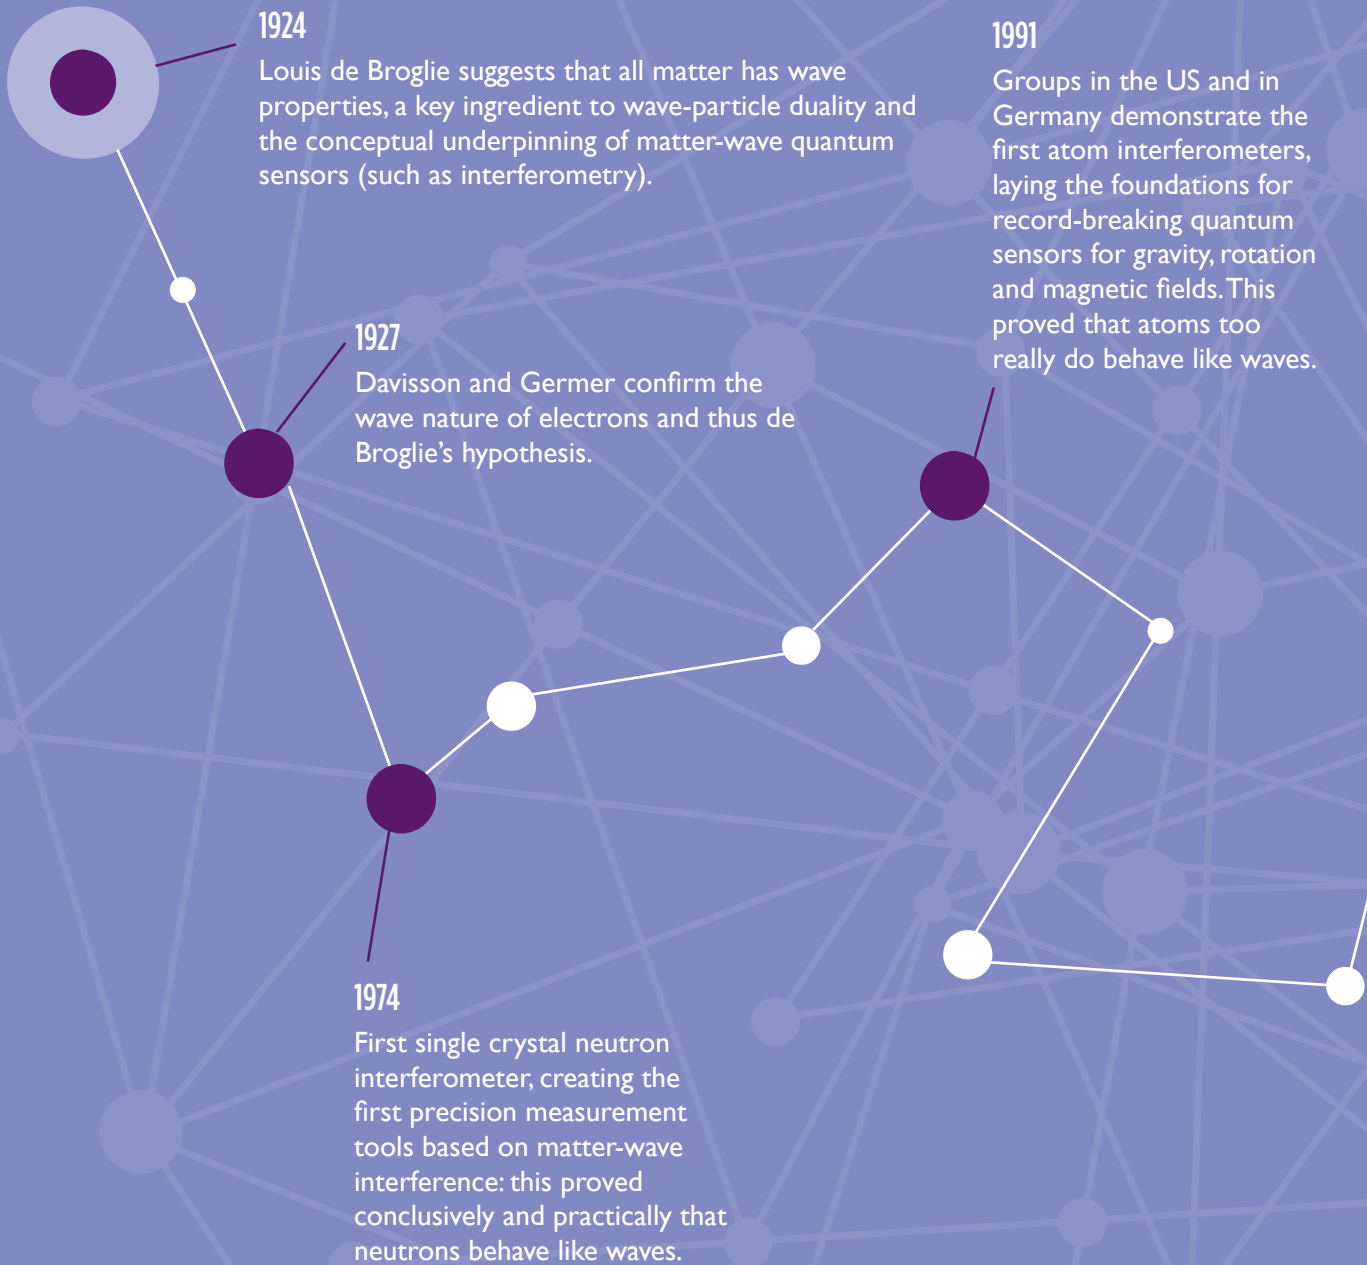 1924
Louis de Broglie suggests that all matter has wave
properties, a key ingredient to wave-particle duality and
the conceptual underpinning of matter-wave quantum
sensors (such as interferometry).
1927
Davisson and Germer confirm the
wave nature of electrons and thus de
Broglie’s hypothesis.
1974
First single crystal neutron
interferometer, creating the
first precision measurement
tools based on matter-wave
interference: this proved
conclusively and practically that
neutrons behave like waves.
1991
Groups in the US and in
Germany demonstrate the
first atom interferometers,
laying the foundations for
record-breaking quantum
sensors for gravity, rotation
and magnetic fields. This
proved that atoms too
really do behave like waves.